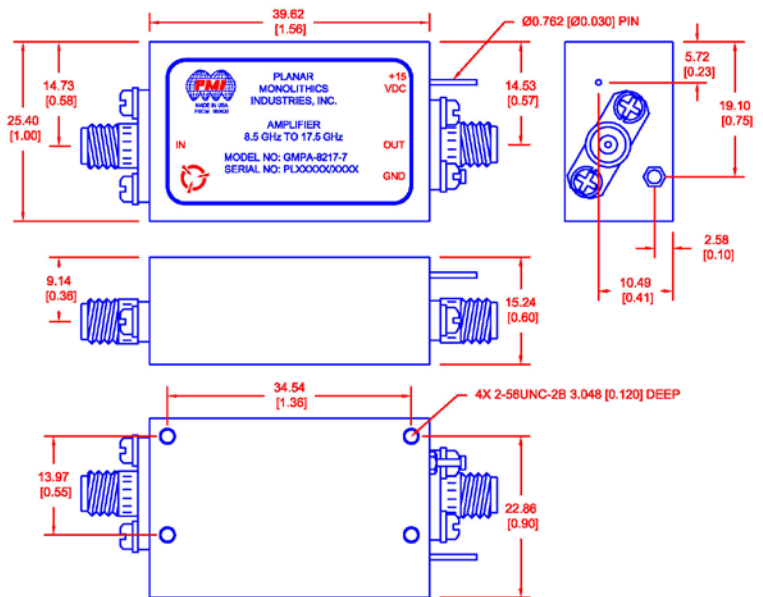 39.62
[1.56]
Ø0.762 [Ø0.030] PIN
14.73
[0.58]
25.40
[1.00]
PMI
MADE IN USA
PLANAR
MONOLITHICS
INDUSTRIES, INC.
+15
VDC
AMPLIFIER
8.5 GHz TO 17.5 GHz
IN
OUT
MODEL NO: GMPA-8217-7
SERIAL NO: PLXXXXX/XXXX
GND
14.53
[0.57]
5.72
[0.23]
19.10
[0.75]
2.58
[0.10]
10.49
[0.41]
9.14
[0.36]
15.24
[0.60]
34.54
[1.36]
4X 2-56UNC-2B 3.048 [0.120] DEEP
13.97
[0.55]
22.86
[0.90]